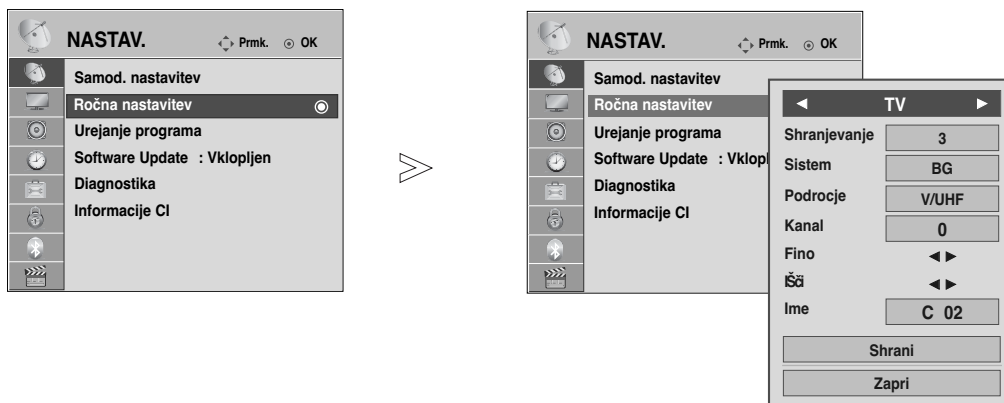 NASTAV. Prmk. OK
Samod. nastavitev
Ročna nastavitev
Urejanje programa
Software Update : Vklopljen
Diagnostika
Informacije CI
NASTAV. Prmk. OK
Samod. nastavitev
Ročna nastavitev
Urejanje programa
Software Update : Vklopl
Diagnostika
Informacije CI
TV
Shranjevanje 3
Sistem BG
Podrocje V/UHF
Kanal 0
Fino
IŠči
Ime C 02
Shrani
Zapri